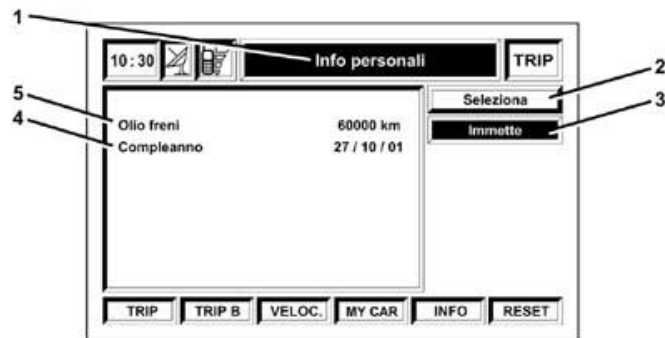 1
10:30 Info personali TRIP
2
Seleziona
3
Immette
5
Olio freni 60000 km
4
Compleanno 27 / 10 / 01
TRIP TRIP B VELOC. MY CAR INFO RESET